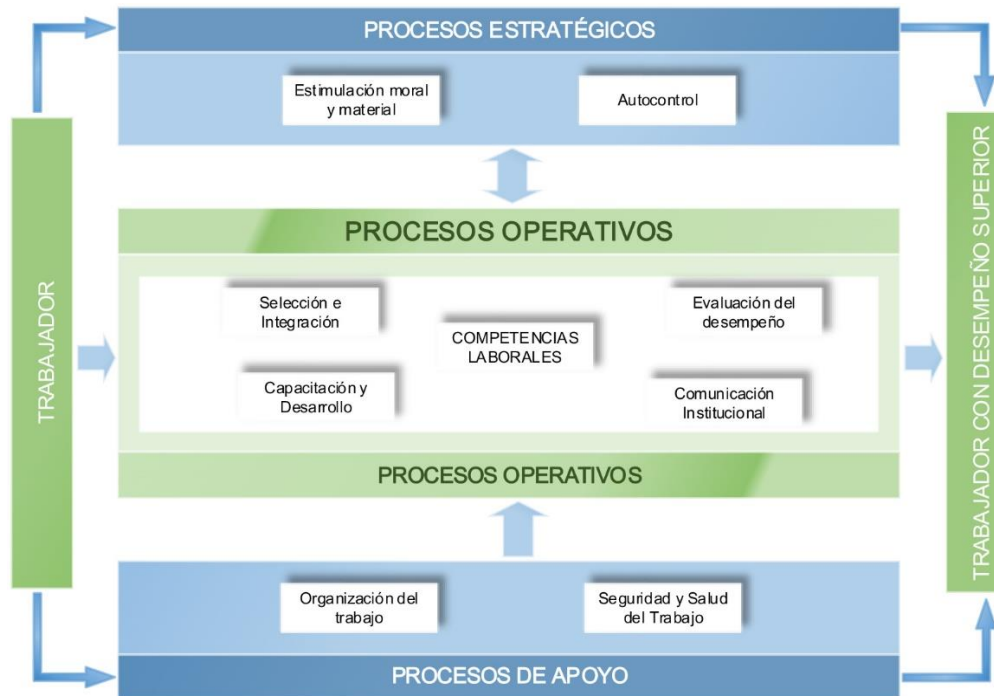 PROCESOS ESTRATÉGICOS
Estimulación moral
y material
Autocontrol
TRABAJADOR
PROCESOS OPERATIVOS
Selección e
Integración
Evaluación del
desempeño
COMPETENCIAS
LABORALES
Capacitación y
Desarrollo
Comunicación
Institucional
PROCESOS OPERATIVOS
Organización del
trabajo
Seguridad y Salud
del Trabajo
PROCESOS DE APOYO
TRABAJADOR CON DESEMPEÑO SUPERIOR